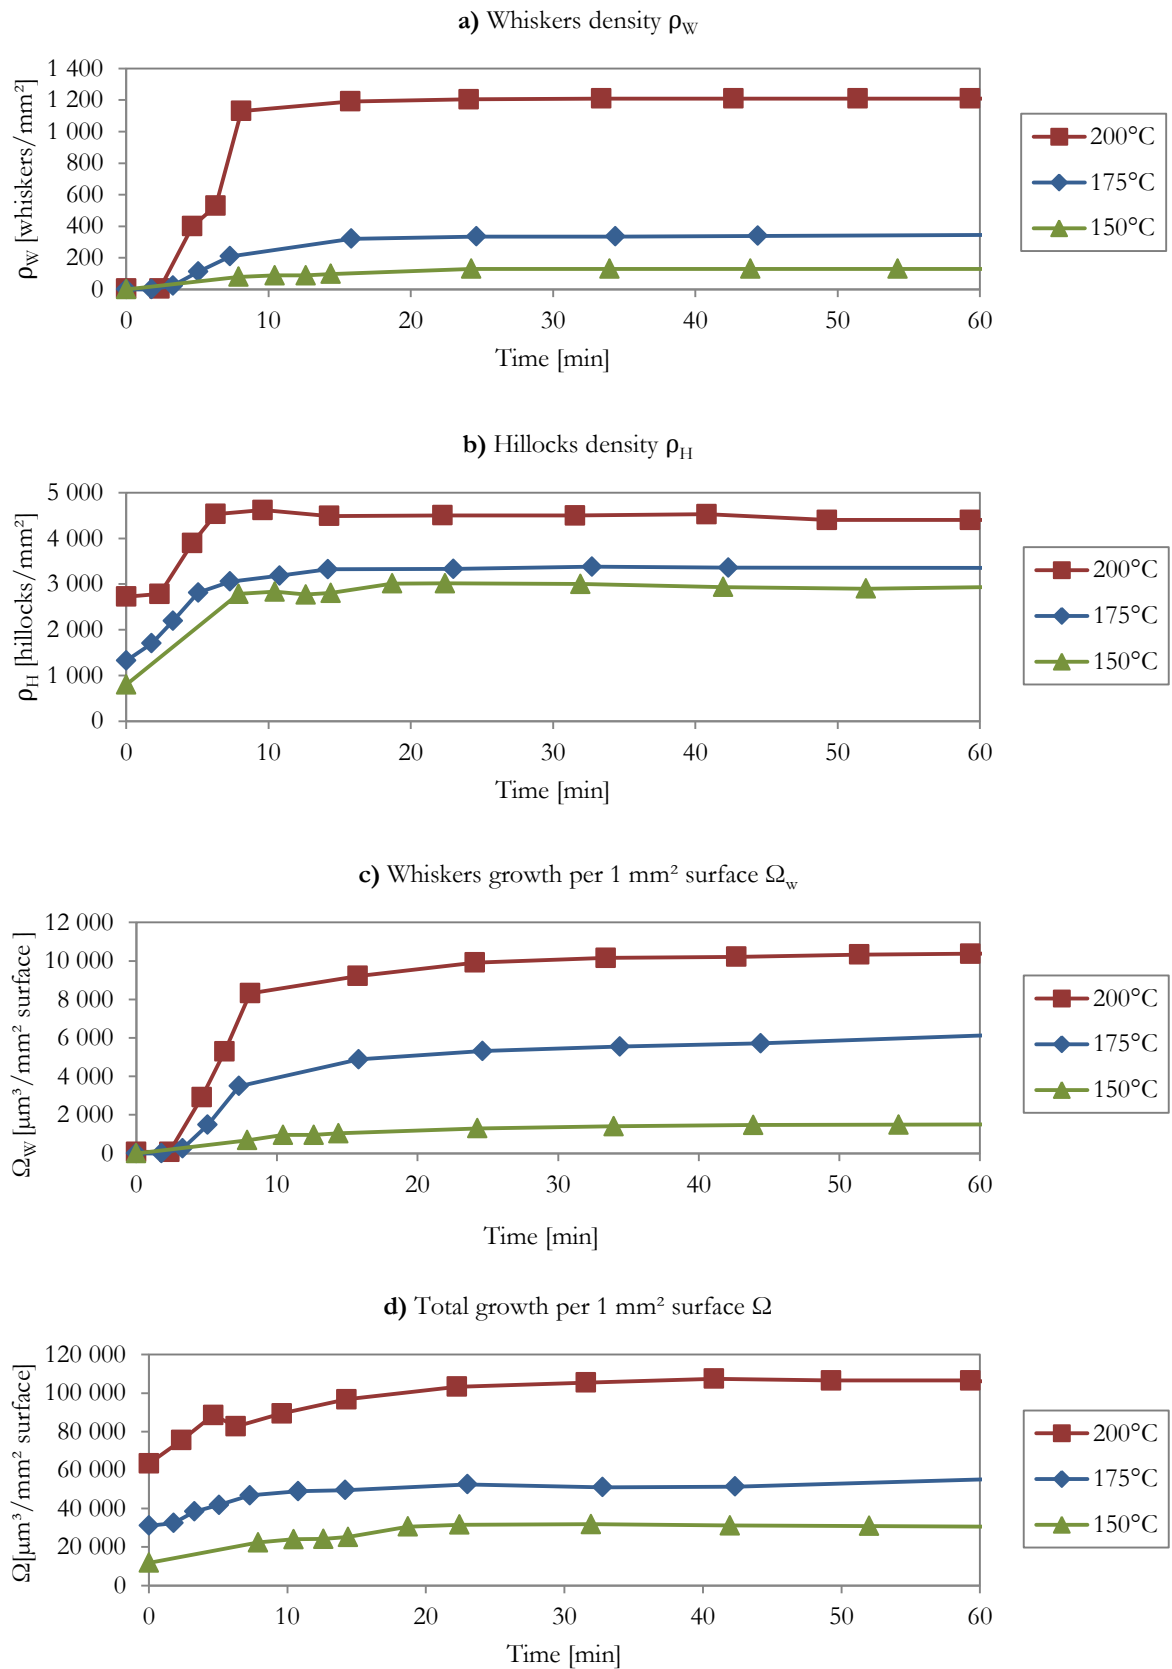 a) Whiskers density ρW
ρW [whiskers/mm²]
1 400
1 200
1 000
800
600
400
200
0
0 10 20 30 40 50 60
Time [min]
200°C
175°C
150°C
b) Hillocks density ρH
ρH [hillocks/mm²]
5 000
4 000
3 000
2 000
1 000
0
0 10 20 30 40 50 60
Time [min]
200°C
175°C
150°C
c) Whiskers growth per 1 mm² surface Ωw
ΩW [µm³/mm² surface ]
12 000
10 000
8 000
6 000
4 000
2 000
0
0 10 20 30 40 50 60
Time [min]
200°C
175°C
150°C
d) Total growth per 1 mm² surface Ω
Ω[µm³/mm² surface]
120 000
100 000
80 000
60 000
40 000
20 000
0
0 10 20 30 40 50 60
Time [min]
200°C
175°C
150°C